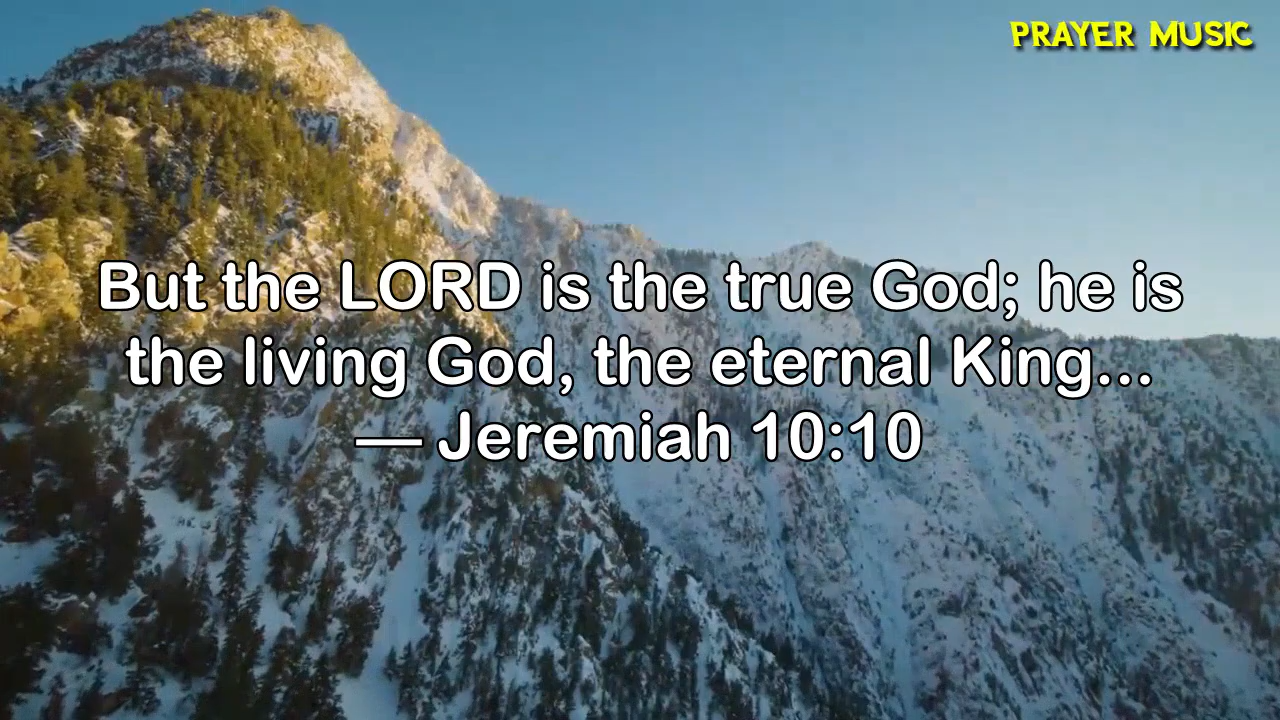 PRAYER MUSIC
But the LORD is the true God; he is
the living God, the eternal King...
— Jeremiah 10:10